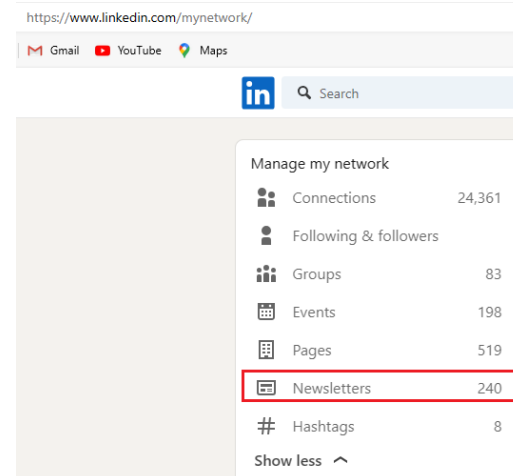 https://www.linkedin.com/mynetwork/
Gmail YouTube Maps
in Search
Manage my network
Connections 24,361
Following & followers
Groups 83
Events 198
Pages 519
Newsletters 240
# Hashtags 8
Show less